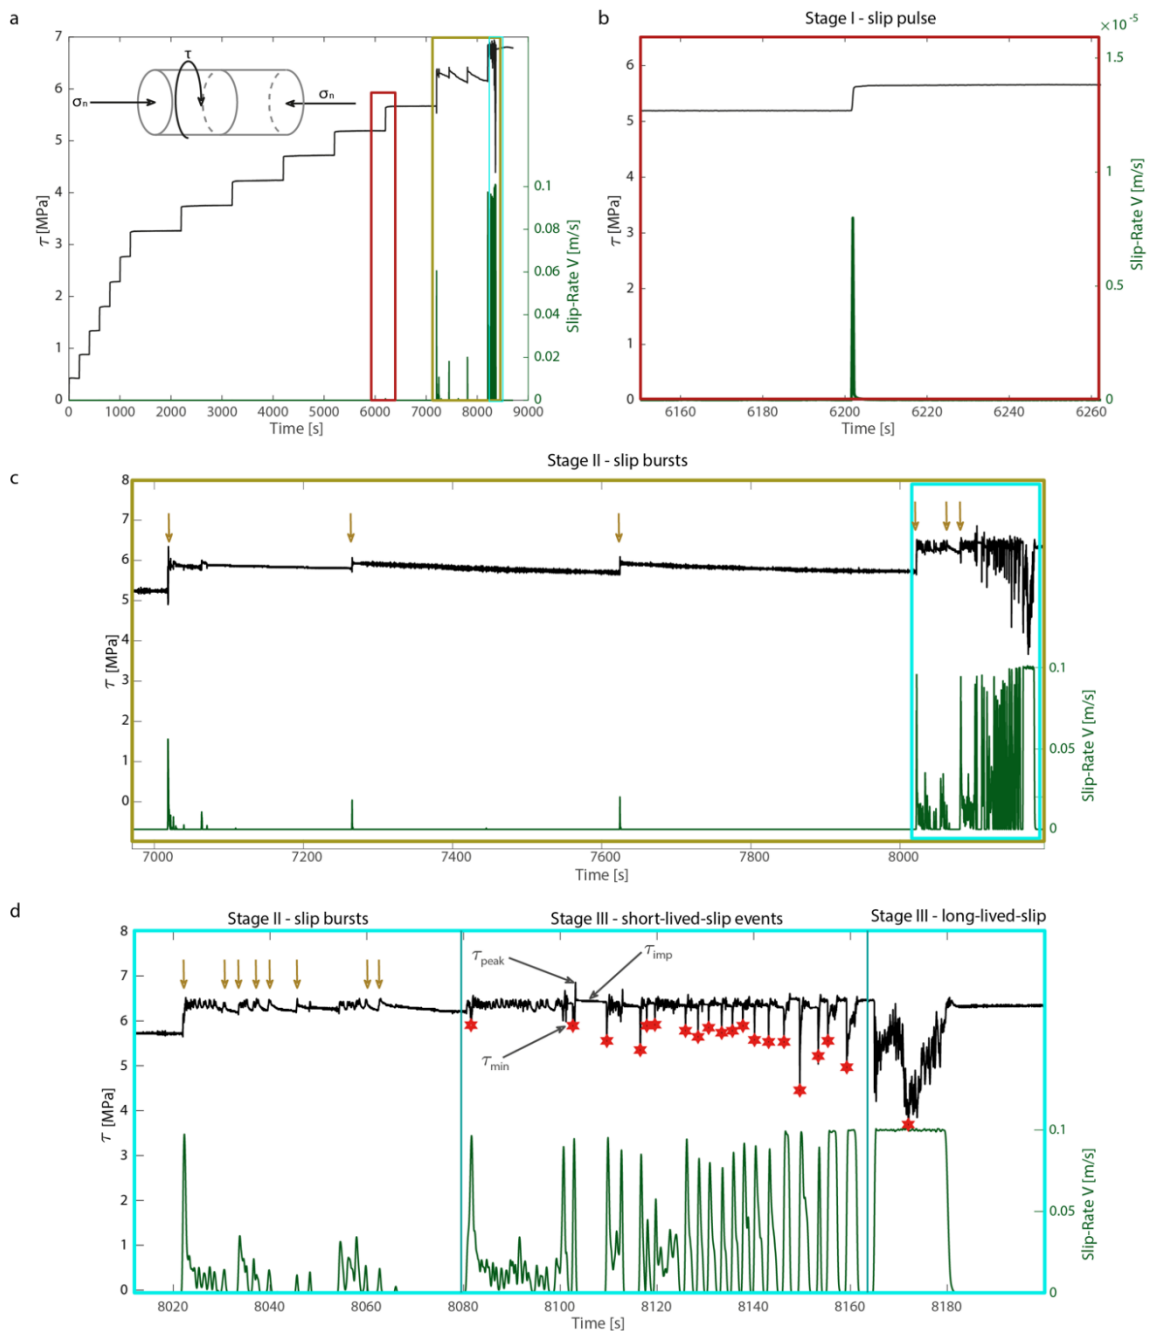 a
7
6
5
4
3
2
1
0
τ [MPa]
τ
σn
σn
0.1
0.08
0.06
0.04
0.02
0
Slip-Rate V [m/s]
0 1000 2000 3000 4000 5000 6000 7000 8000 9000
Time [s]
b
Stage I - slip pulse
×10⁻⁵
6
5
4
3
2
1
0
τ [MPa]
1.5
1
0.5
0
Slip-Rate V [m/s]
6160 6180 6200 6220 6240 6260
Time [s]
c
Stage II - slip bursts
8
7
6
5
4
3
2
1
0
τ [MPa]
0.1
0.05
0
Slip-Rate V [m/s]
7000 7200 7400 7600 7800 8000
Time [s]
d
Stage II - slip bursts Stage III - short-lived-slip events Stage III - long-lived-slip
8
7
6
5
4
3
2
1
0
τ [MPa]
τpeak
τimp
τmin
0.1
0.05
0
Slip-Rate V [m/s]
8020 8040 8060 8080 8100 8120 8140 8160 8180
Time [s]